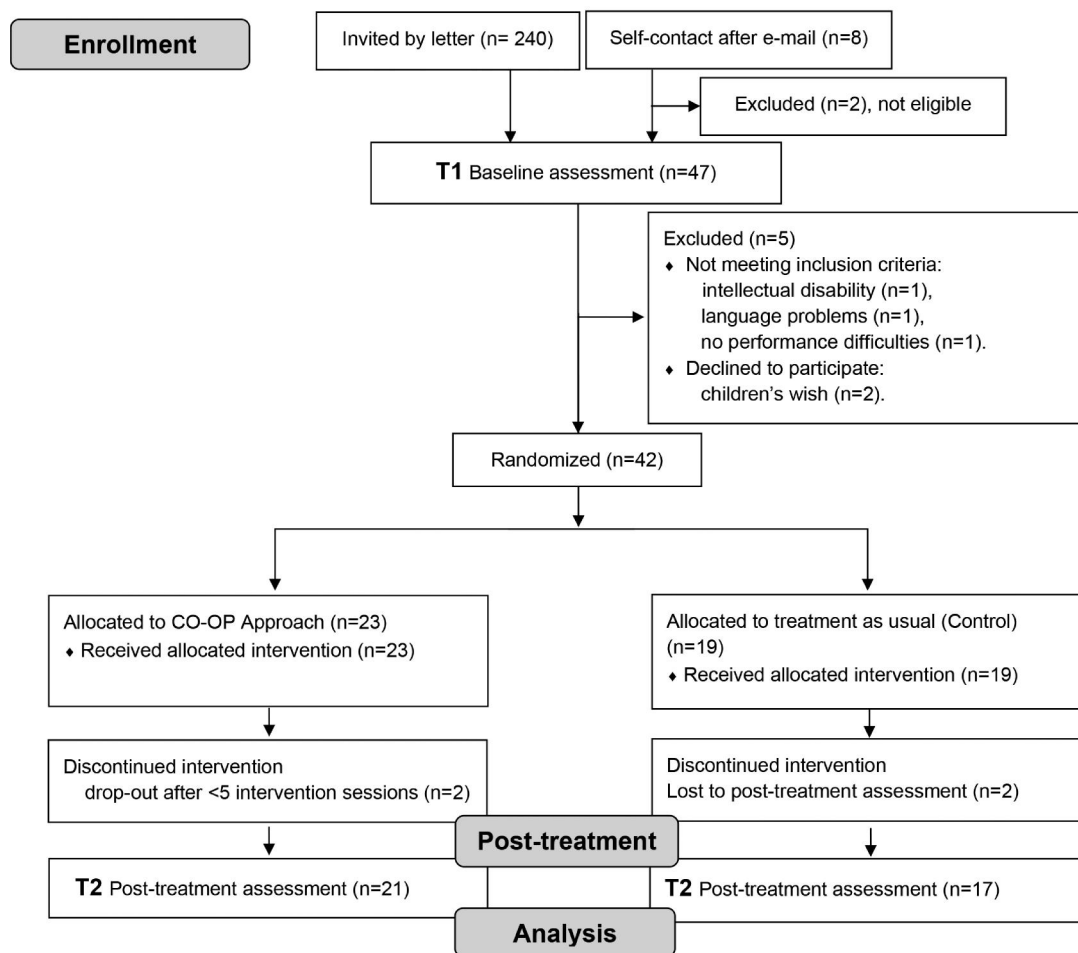 Enrollment
Invited by letter (n= 240)
Self-contact after e-mail (n=8)
Excluded (n=2), not eligible
T1 Baseline assessment (n=47)
Excluded (n=5)
♦ Not meeting inclusion criteria:
intellectual disability (n=1),
language problems (n=1),
no performance difficulties (n=1).
♦ Declined to participate:
children's wish (n=2).
Randomized (n=42)
Allocated to CO-OP Approach (n=23)
♦ Received allocated intervention (n=23)
Allocated to treatment as usual (Control)
(n=19)
♦ Received allocated intervention (n=19)
Discontinued intervention
drop-out after <5 intervention sessions (n=2)
Discontinued intervention
Lost to post-treatment assessment (n=2)
Post-treatment
T2 Post-treatment assessment (n=21)
T2 Post-treatment assessment (n=17)
Analysis